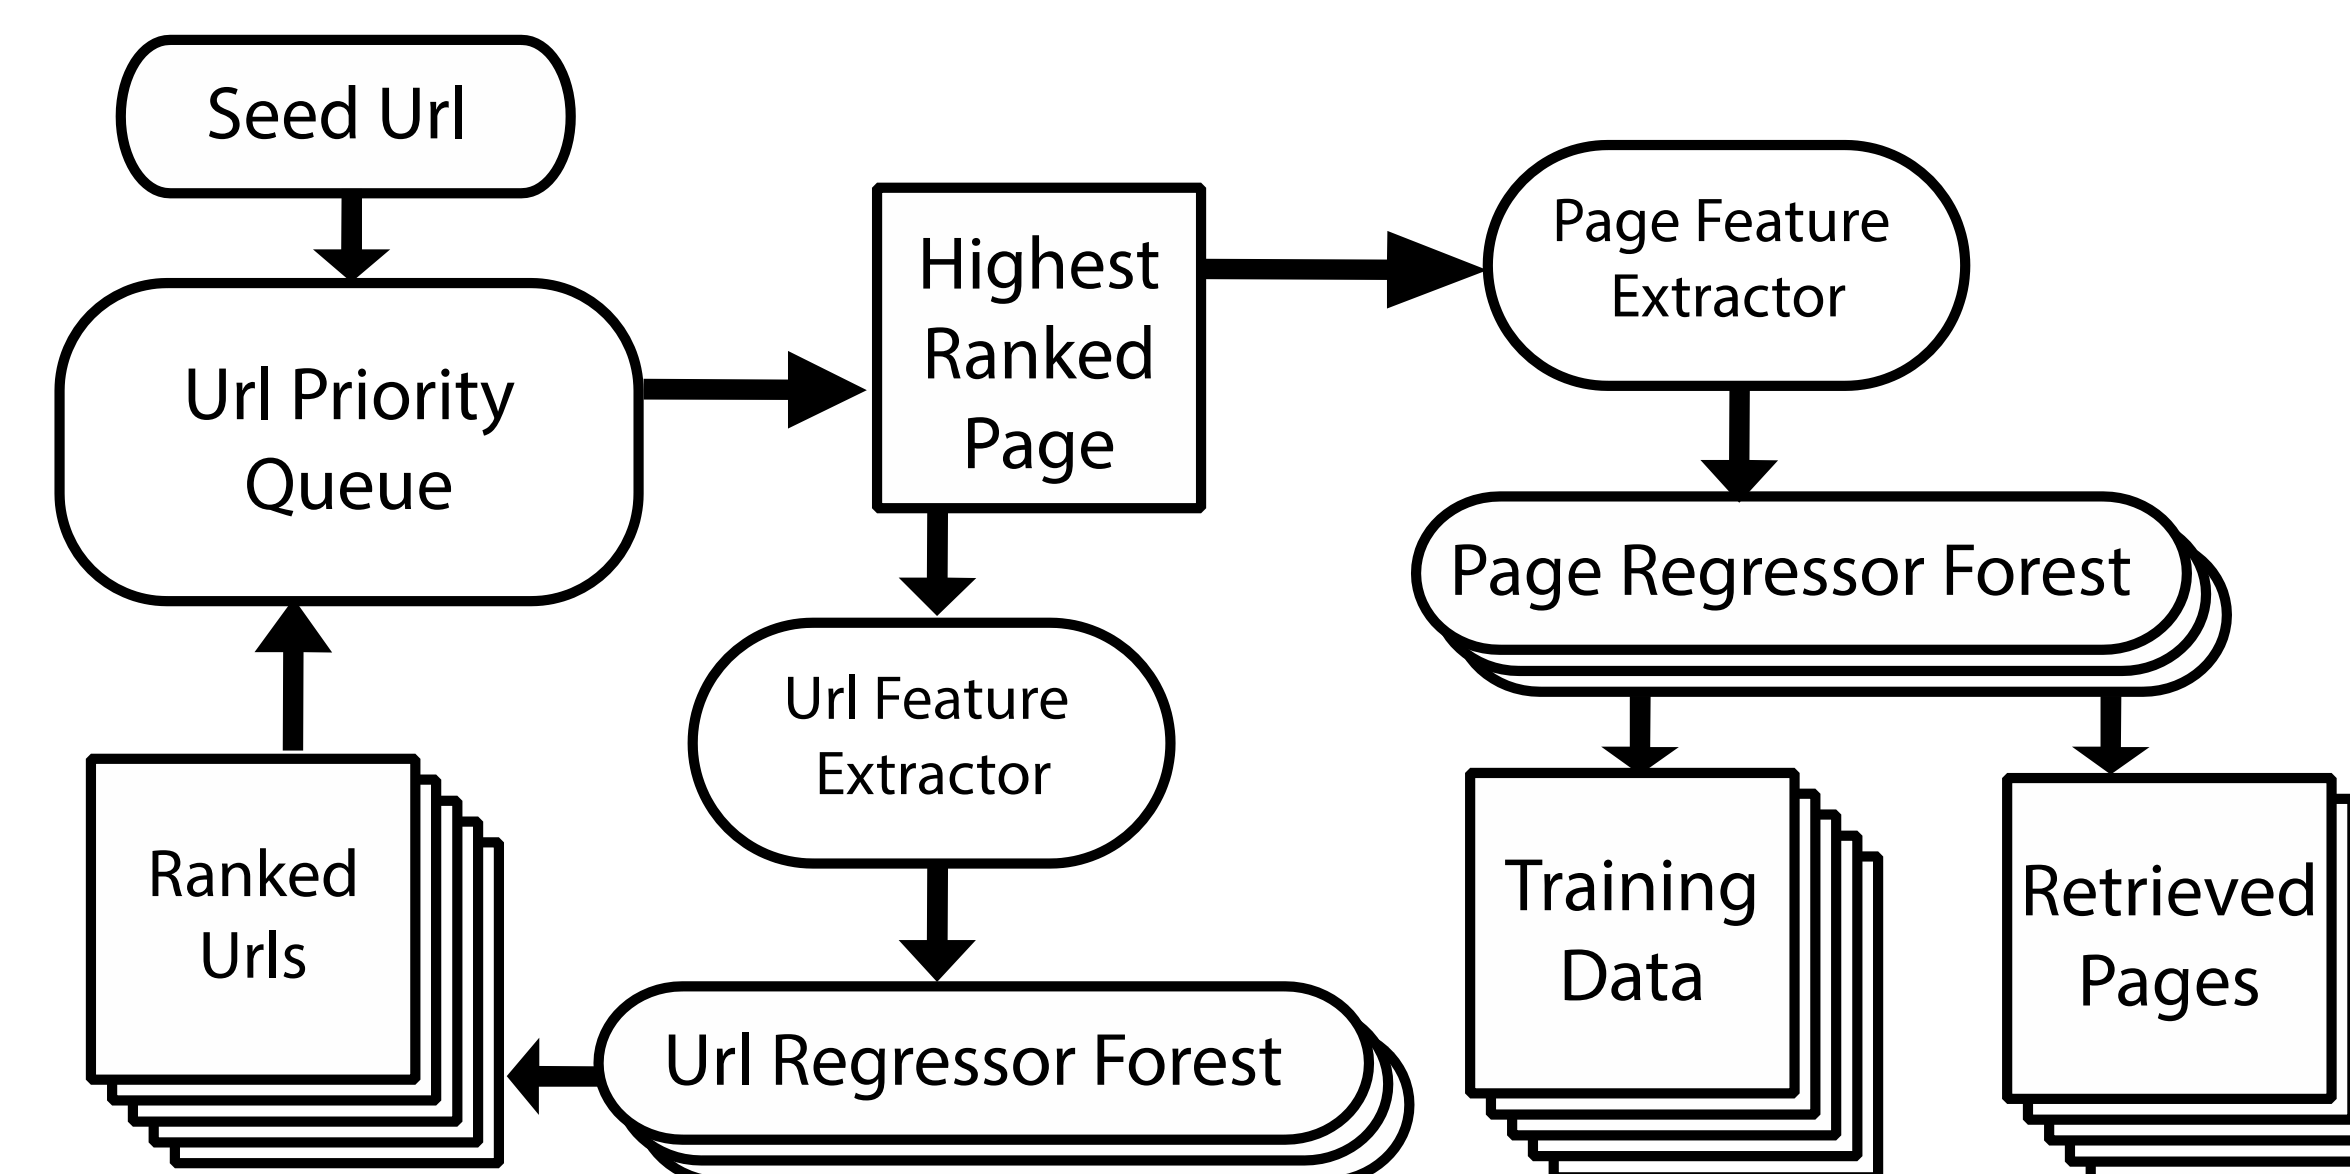 Seed Url
Url Priority
Queue
Highest
Ranked
Page
Page Feature
Extractor
Page Regressor Forest
Url Feature
Extractor
Ranked
Urls
Url Regressor Forest
Training
Data
Retrieved
Pages